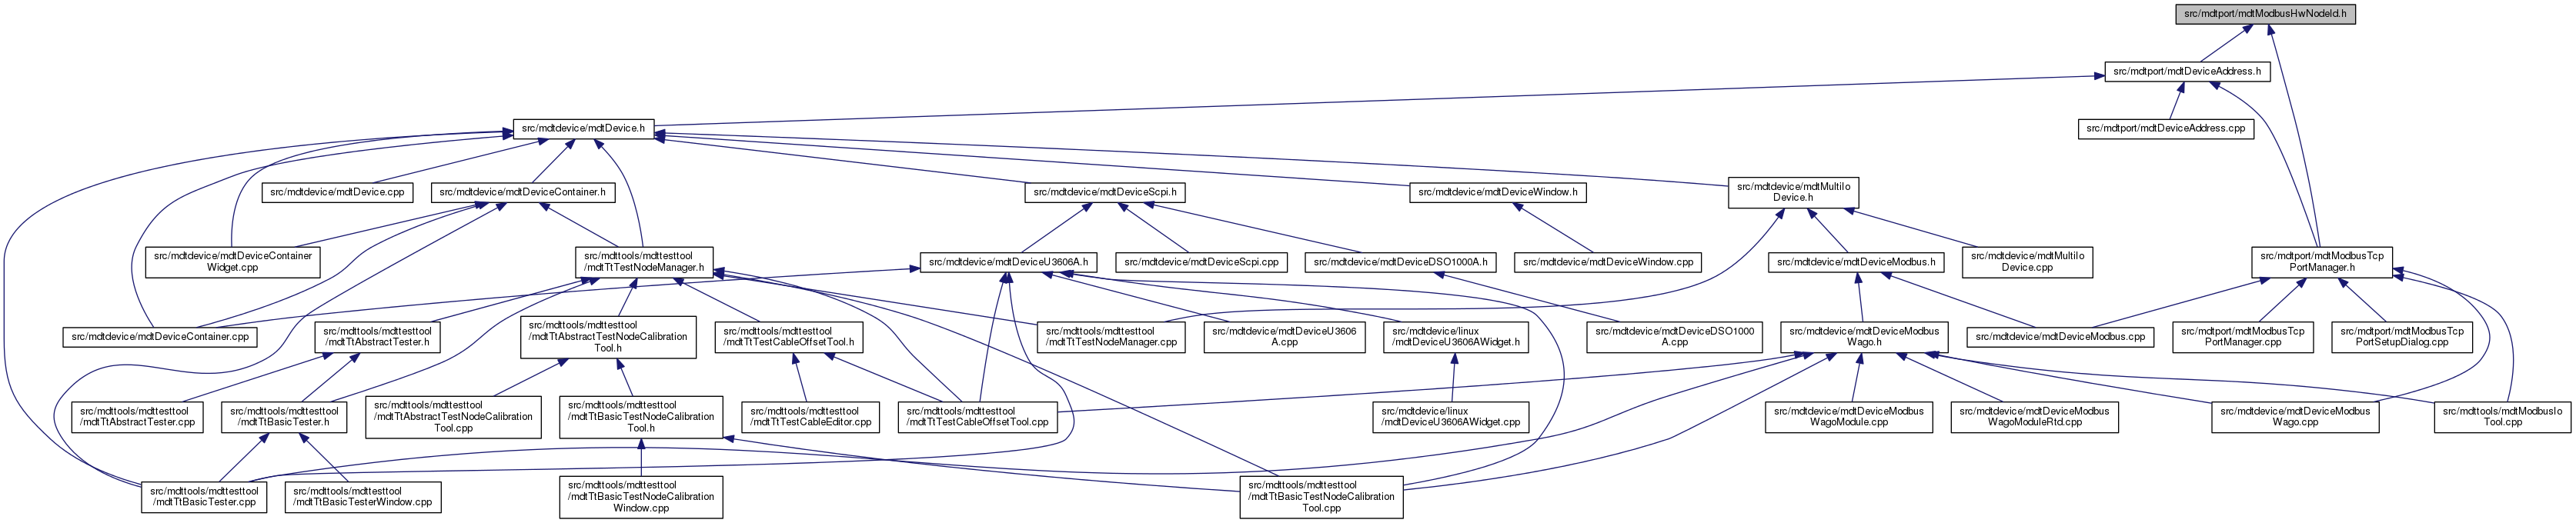 src/mdtport/mdtModbusHwNodeId.h
src/mdtport/mdtDeviceAddress.h
src/mdtdevice/mdtDevice.h
src/mdtport/mdtDeviceAddress.cpp
src/mdtdevice/mdtDevice.cpp
src/mdtdevice/mdtDeviceContainer.h
src/mdtdevice/mdtDeviceScpi.h
src/mdtdevice/mdtDeviceWindow.h
src/mdtdevice/mdtMultiIo
Device.h
src/mdtdevice/mdtDeviceContainer
Widget.cpp
src/mdttools/mdttesttool
/mdtTtTestNodeManager.h
src/mdtdevice/mdtDeviceU3606A.h
src/mdtdevice/mdtDeviceScpi.cpp
src/mdtdevice/mdtDeviceDSO1000A.h
src/mdtdevice/mdtDeviceWindow.cpp
src/mdtdevice/mdtDeviceModbus.h
src/mdtdevice/mdtMultiIo
Device.cpp
src/mdtport/mdtModbusTcp
PortManager.h
src/mdtdevice/mdtDeviceContainer.cpp
src/mdttools/mdttesttool
/mdtTtAbstractTester.h
src/mdttools/mdttesttool
/mdtTtAbstractTestNodeCalibration
Tool.h
src/mdttools/mdttesttool
/mdtTtTestCableOffsetTool.h
src/mdttools/mdttesttool
/mdtTtTestNodeManager.cpp
src/mdtdevice/mdtDeviceU3606
A.cpp
src/mdtdevice/linux
/mdtDeviceU3606AWidget.h
src/mdtdevice/mdtDeviceDSO1000
A.cpp
src/mdtdevice/mdtDeviceModbus
Wago.h
src/mdtdevice/mdtDeviceModbus.cpp
src/mdtport/mdtModbusTcp
PortManager.cpp
src/mdtport/mdtModbusTcp
PortSetupDialog.cpp
src/mdttools/mdttesttool
/mdtTtAbstractTester.cpp
src/mdttools/mdttesttool
/mdtTtBasicTester.h
src/mdttools/mdttesttool
/mdtTtAbstractTestNodeCalibration
Tool.cpp
src/mdttools/mdttesttool
/mdtTtBasicTestNodeCalibration
Tool.h
src/mdttools/mdttesttool
/mdtTtTestCableEditor.cpp
src/mdttools/mdttesttool
/mdtTtTestCableOffsetTool.cpp
src/mdtdevice/linux
/mdtDeviceU3606AWidget.cpp
src/mdtdevice/mdtDeviceModbus
WagoModule.cpp
src/mdtdevice/mdtDeviceModbus
WagoModuleRtd.cpp
src/mdtdevice/mdtDeviceModbus
Wago.cpp
src/mdttools/mdtModbusIo
Tool.cpp
src/mdttools/mdttesttool
/mdtTtBasicTester.cpp
src/mdttools/mdttesttool
/mdtTtBasicTesterWindow.cpp
src/mdttools/mdttesttool
/mdtTtBasicTestNodeCalibration
Window.cpp
src/mdttools/mdttesttool
/mdtTtBasicTestNodeCalibration
Tool.cpp